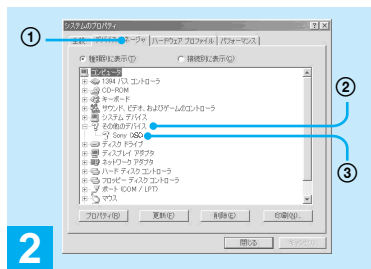 システムのプロパティ
全般 デバイス マネージャ ハードウェア プロファイル パフォーマンス
①
種類別に表示(T) 接続別に表示(C)
コンピュータ
1394 バス コントローラ
CD-ROM
キーボード
サウンド、ビデオ、およびゲームのコントローラ
②
システム デバイス
その他のデバイス
Sony DSC
③
ディスク ドライブ
ディスプレイ アダプタ
ネットワーク アダプタ
ハード ディスク コントローラ
フロッピー ディスク コントローラ
ポート (COM / LPT)
マウス
プロパティ(R) 更新(F) 削除(E) 印刷(N)...
2
閉じる キャンセル